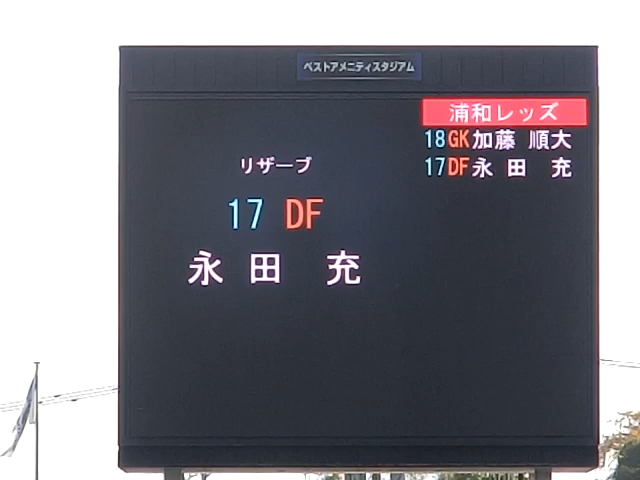 ベストアメニティスタジアム
浦和レッズ
18GK加藤 順大
17DF永 田 充
リザーブ
17 DF
永 田 充